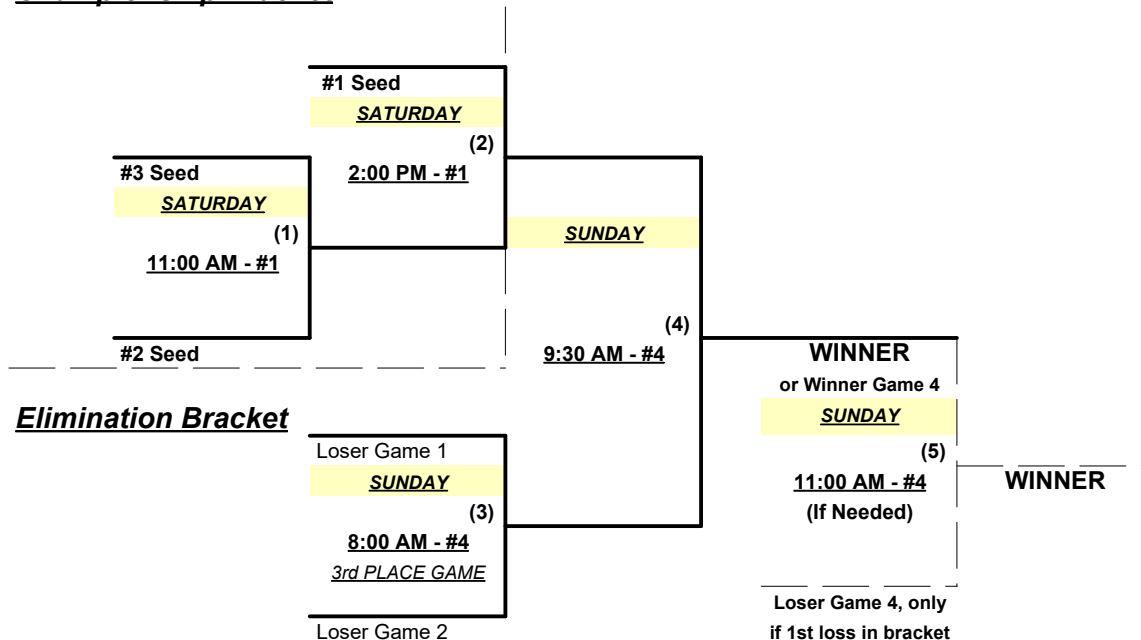 #1 Seed
SATURDAY
(2)
2:00 PM - #1
#3 Seed
SATURDAY
(1)
11:00 AM - #1
#2 Seed
SUNDAY
(4)
9:30 AM - #4
WINNER
or Winner Game 4
SUNDAY
(5)
11:00 AM - #4
(If Needed)
WINNER
Loser Game 4, only
if 1st loss in bracket
Elimination Bracket
Loser Game 1
SUNDAY
(3)
8:00 AM - #4
3rd PLACE GAME
Loser Game 2